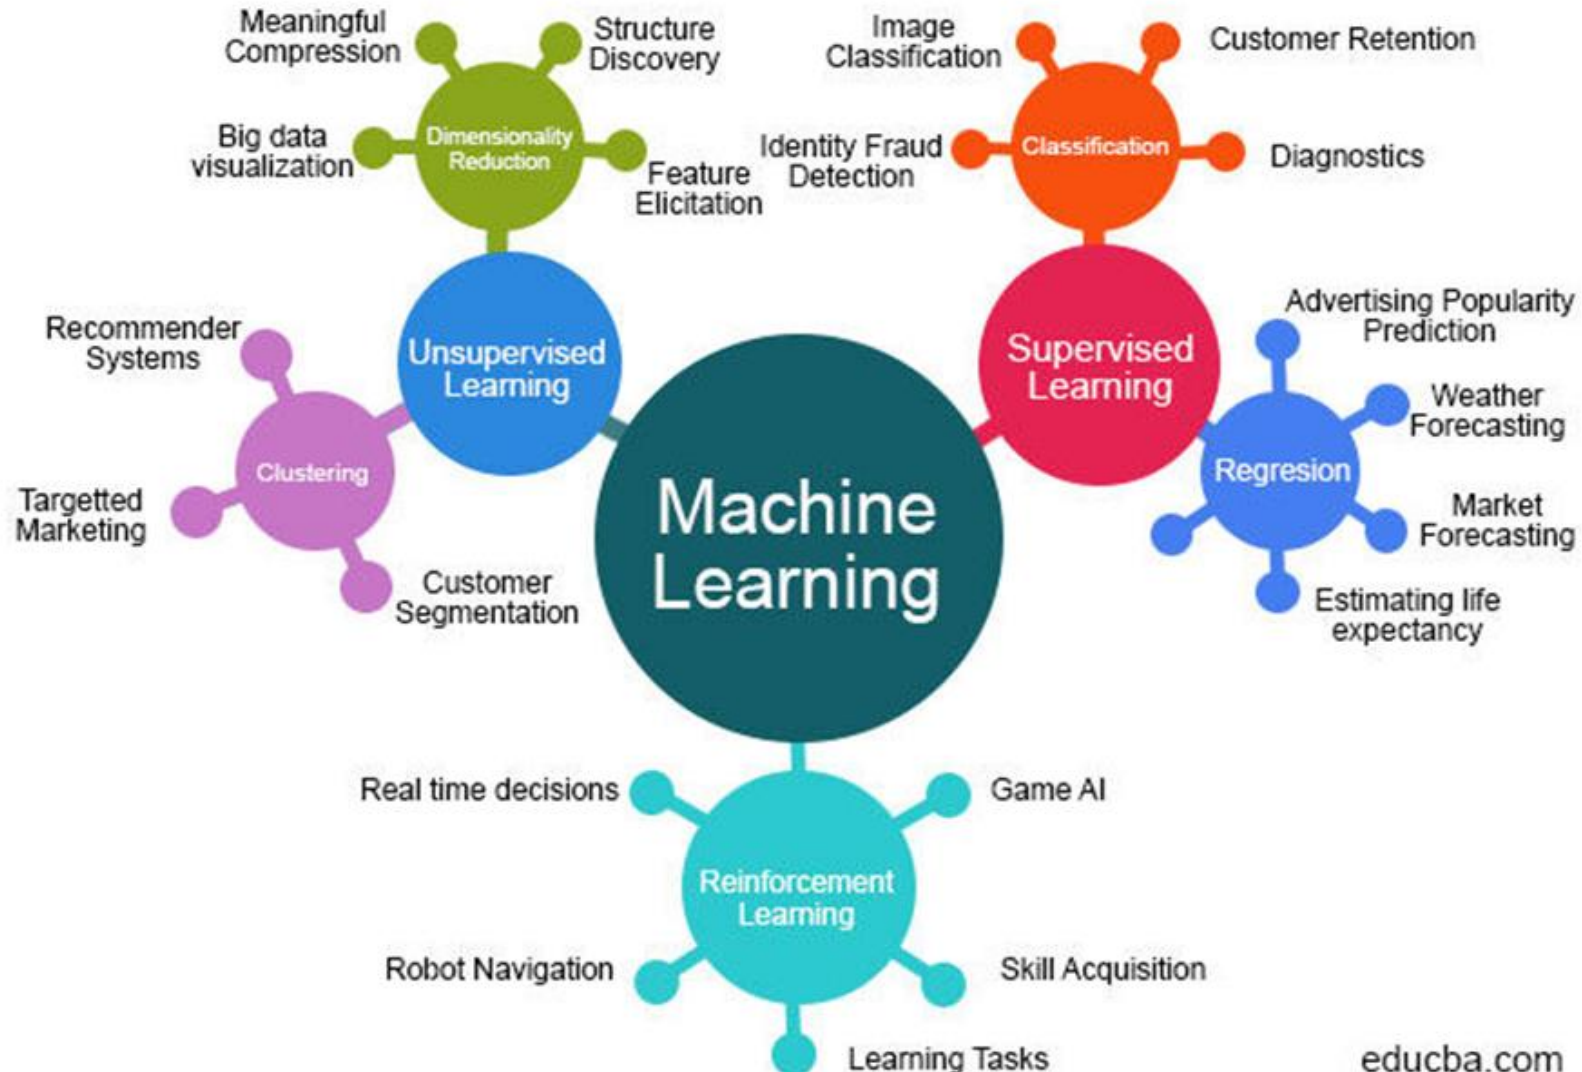 Meaningful
Compression
Structure
Discovery
Big data
visualization
Dimensionality
Reduction
Feature
Elicitation
Image
Classification
Customer Retention
Identity Fraud
Detection
Classification
Diagnostics
Recommender
Systems
Unsupervised
Learning
Clustering
Targetted
Marketing
Customer
Segmentation
Machine
Learning
Supervised
Learning
Advertising Popularity
Prediction
Weather
Forecasting
Regresion
Market
Forecasting
Estimating life
expectancy
Real time decisions
Game AI
Reinforcement
Learning
Robot Navigation
Skill Acquisition
Learning Tasks
educba.com